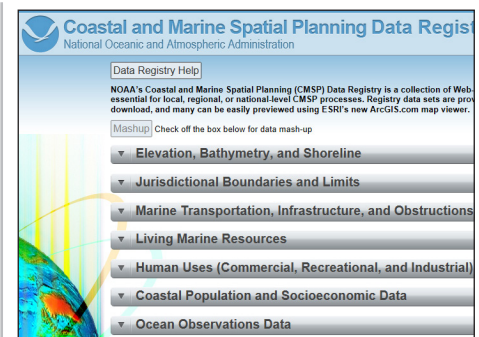 Coastal and Marine Spatial Planning Data Regist
National Oceanic and Atmospheric Administration
Data Registry Help
NOAA's Coastal and Marine Spatial Planning (CMSP) Data Registry is a collection of Web-
essential for local, regional, or national-level CMSP processes. Registry data sets are prov
download, and many can be easily previewed using ESRI's new ArcGIS.com map viewer.
Mashup Check off the box below for data mash-up
Elevation, Bathymetry, and Shoreline
Jurisdictional Boundaries and Limits
Marine Transportation, Infrastructure, and Obstructions
Living Marine Resources
Human Uses (Commercial, Recreational, and Industrial)
Coastal Population and Socioeconomic Data
Ocean Observations Data